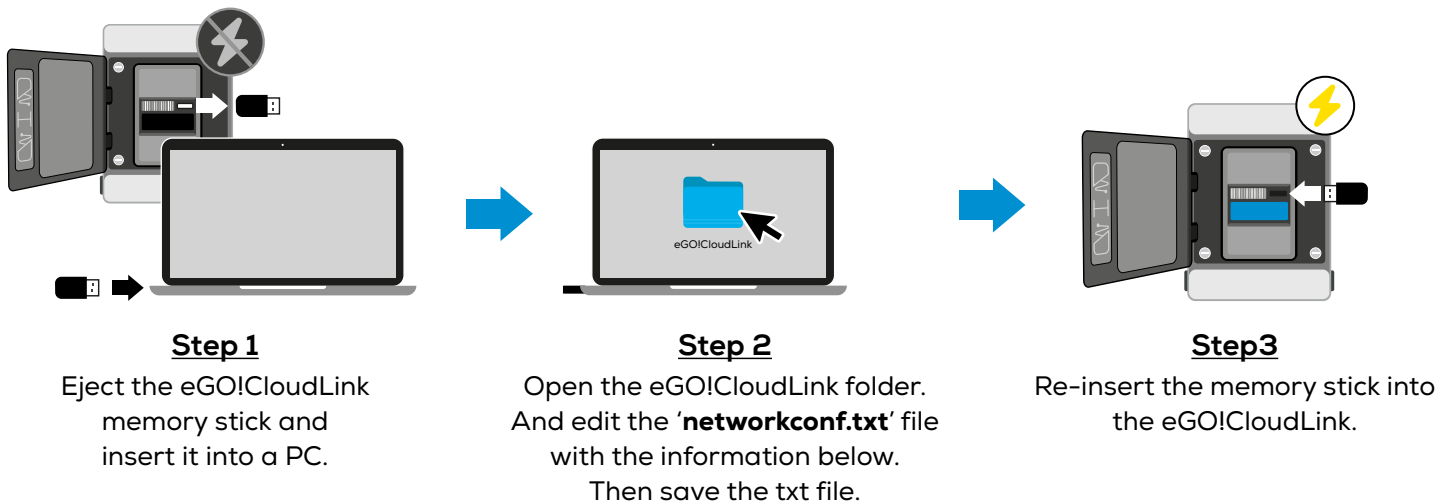 eGO!CloudLink
Step 1
Eject the eGO!CloudLink
memory stick and
insert it into a PC.
Step 2
Open the eGO!CloudLink folder.
And edit the ‘networkconf.txt’ file
with the information below.
Then save the txt file.
Step3
Re-insert the memory stick into
the eGO!CloudLink.